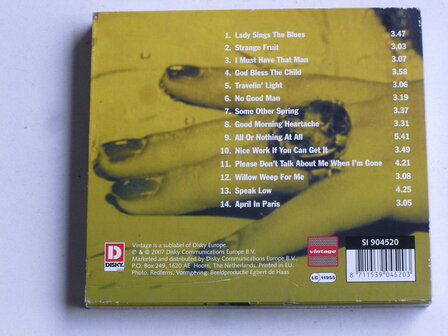 1. Lady Sings The Blues 3.47
2. Strange Fruit 3.03
3. I Must Have That Man 3.07
4. God Bless The Child 3.58
5. Travelin' Light 3.06
6. No Good Man 3.19
7. Some Other Spring 3.37
8. Good Morning Heartache 3.31
9. All Or Nothing At All 5.41
10. Nice Work If You Can Get It 3.49
11. Please Don't Talk About Me When I'm Gone 4.21
12. Willow Weep For Me 3.08
13. Speak Low 4.25
14. April In Paris 3.05
D
DISKY
Vintage is a sublabel of Disky Europe.
℗ & © 2007 Disky Communications Europe B.V.
Marketed and distributed by Disky Communications Europe B.V.
P.O. Box 249, 1620 AE Hoorn, The Netherlands. Printed in EU.
Photo. Redferns, Vormgeving: Beeldproductie Egbert de Haas
vintage
LC 11955
SI 904520
8 711539 045203